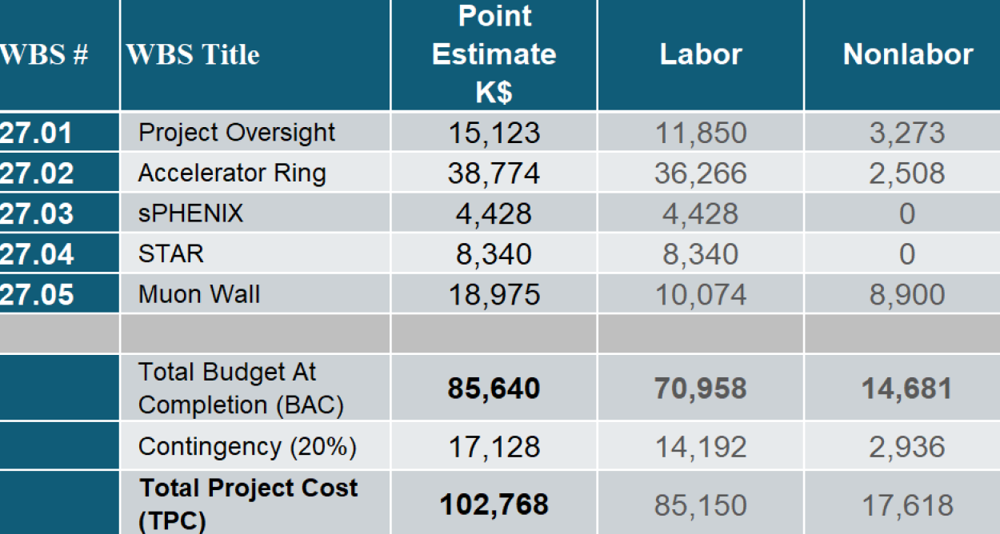 WBS # WBS Title Point Estimate K$ Labor Nonlabor
27.01 Project Oversight 15,123 11,850 3,273
27.02 Accelerator Ring 38,774 36,266 2,508
27.03 sPHENIX 4,428 4,428 0
27.04 STAR 8,340 8,340 0
27.05 Muon Wall 18,975 10,074 8,900
Total Budget At Completion (BAC) 85,640 70,958 14,681
Contingency (20%) 17,128 14,192 2,936
Total Project Cost (TPC) 102,768 85,150 17,618